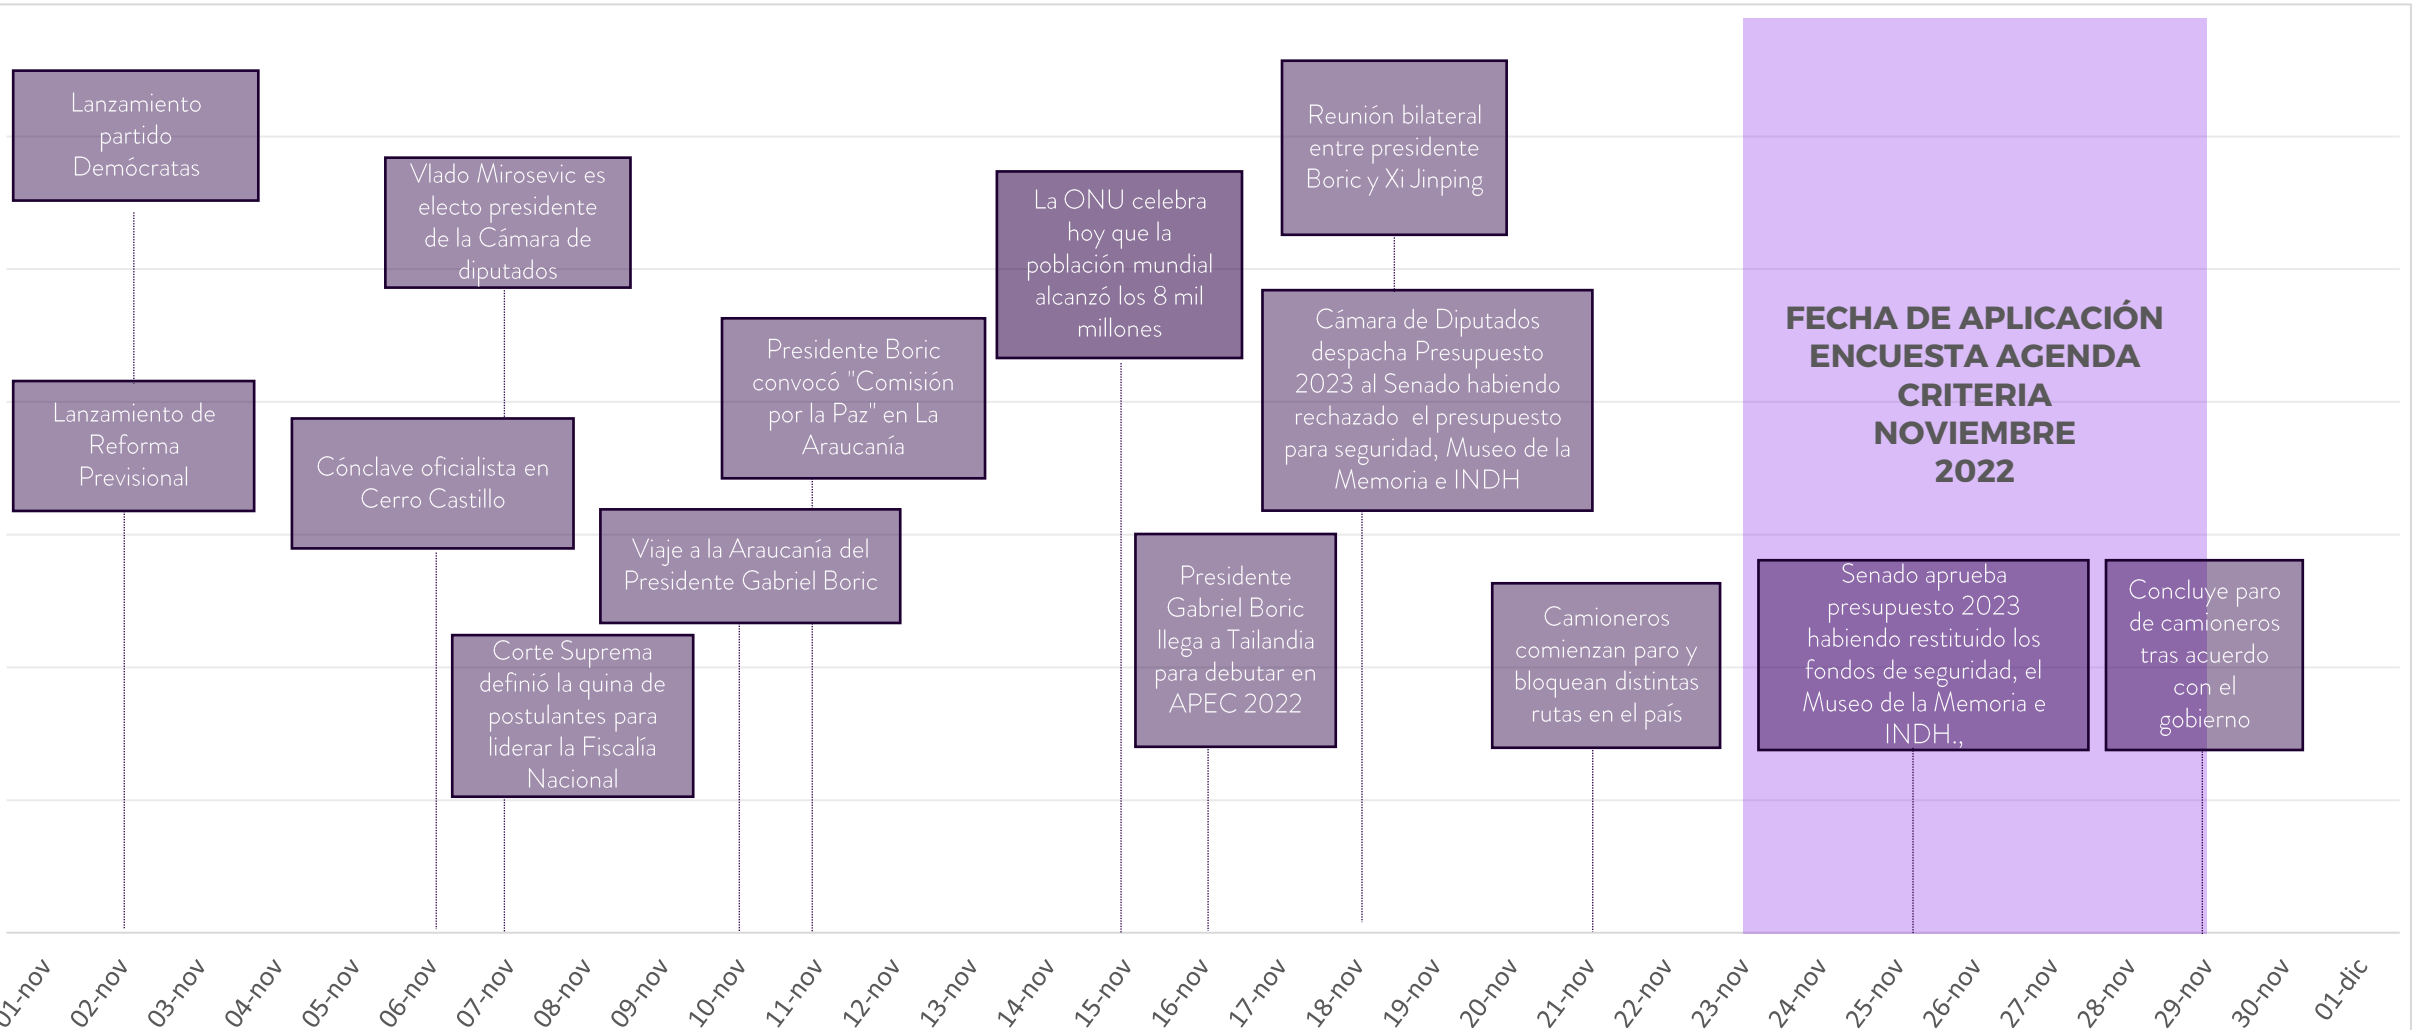 Lanzamiento
partido
Demócratas
Lanzamiento de
Reforma
Previsional
Vlado Mirosevic es
electo presidente
de la Cámara de
diputados
Cónclave oficialista en
Cerro Castillo
Corte Suprema
definió la quina de
postulantes para
liderar la Fiscalía
Nacional
Presidente Boric
convocó "Comisión
por la Paz" en La
Araucanía
Viaje a la Araucanía del
Presidente Gabriel Boric
La ONU celebra
hoy que la
población mundial
alcanzó los 8 mil
millones
Presidente
Gabriel Boric
llega a Tailandia
para debutar en
APEC 2022
Reunión bilateral
entre presidente
Boric y Xi Jinping
Cámara de Diputados
despacha Presupuesto
2023 al Senado habiendo
rechazado  el presupuesto
para seguridad, Museo de la
Memoria e INDH
Camioneros
comienzan paro y
bloquean distintas
rutas en el país
FECHA DE APLICACIÓN
ENCUESTA AGENDA
CRITERIA
NOVIEMBRE
2022
Senado aprueba
presupuesto 2023
habiendo restituido los
fondos de seguridad, el
Museo de la Memoria e
INDH.,
Concluye paro
de camioneros
tras acuerdo
con el
gobierno
01-nov
02-nov
03-nov
04-nov
05-nov
06-nov
07-nov
08-nov
09-nov
10-nov
11-nov
12-nov
13-nov
14-nov
15-nov
16-nov
17-nov
18-nov
19-nov
20-nov
21-nov
22-nov
23-nov
24-nov
25-nov
26-nov
27-nov
28-nov
29-nov
30-nov
01-dic